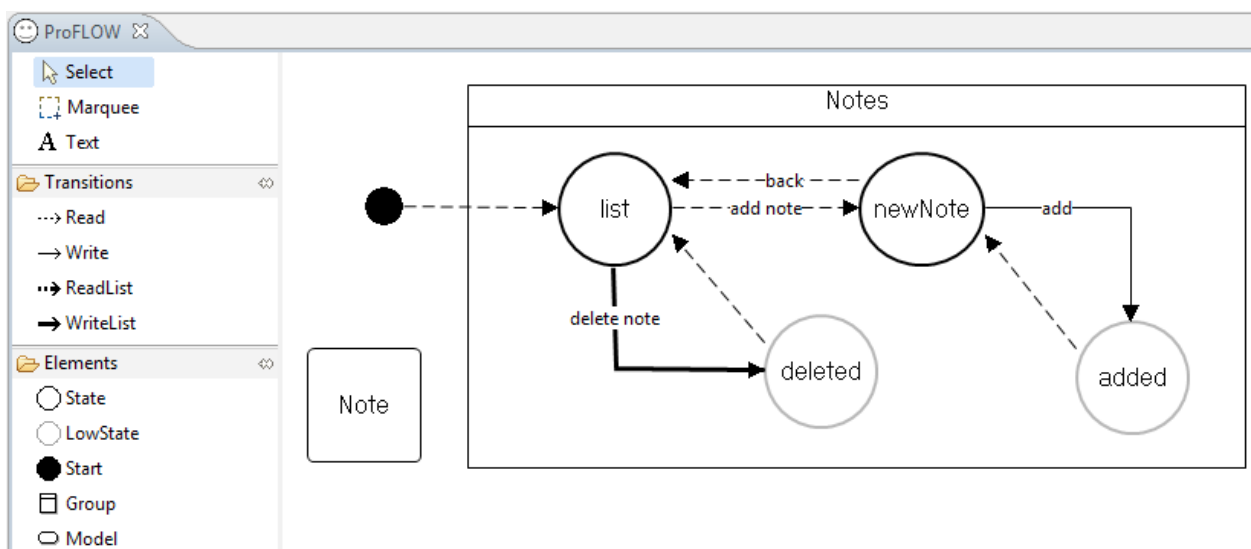 ProFLOW
Select
Marquee
A Text
Transitions
Read
Write
ReadList
WriteList
Elements
State
LowState
Start
Group
Model
Notes
list
back
add note
newNote
add
delete note
deleted
added
Note